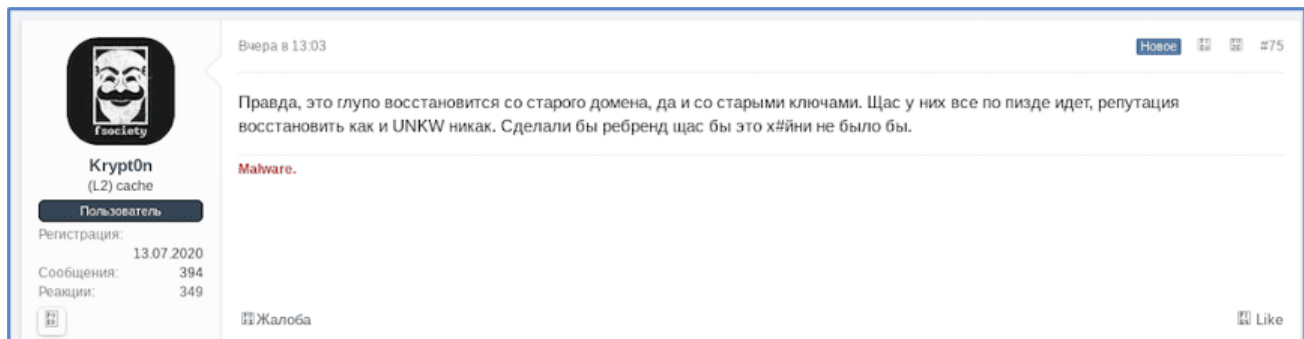 Вчера в 13:03
Новое
#75
fsociety
Правда, это глупо восстановится со старого домена, да и со старыми ключами. Щас у них все по пизде идет, репутация
восстановить как и UNKW никак. Сделали бы ребренд щас бы это х#йни не было бы.
Krypt0n
(L2) cache
Malware.
Пользователь
Регистрация:
13.07.2020
Сообщения: 394
Реакции: 349
Жалоба
Like